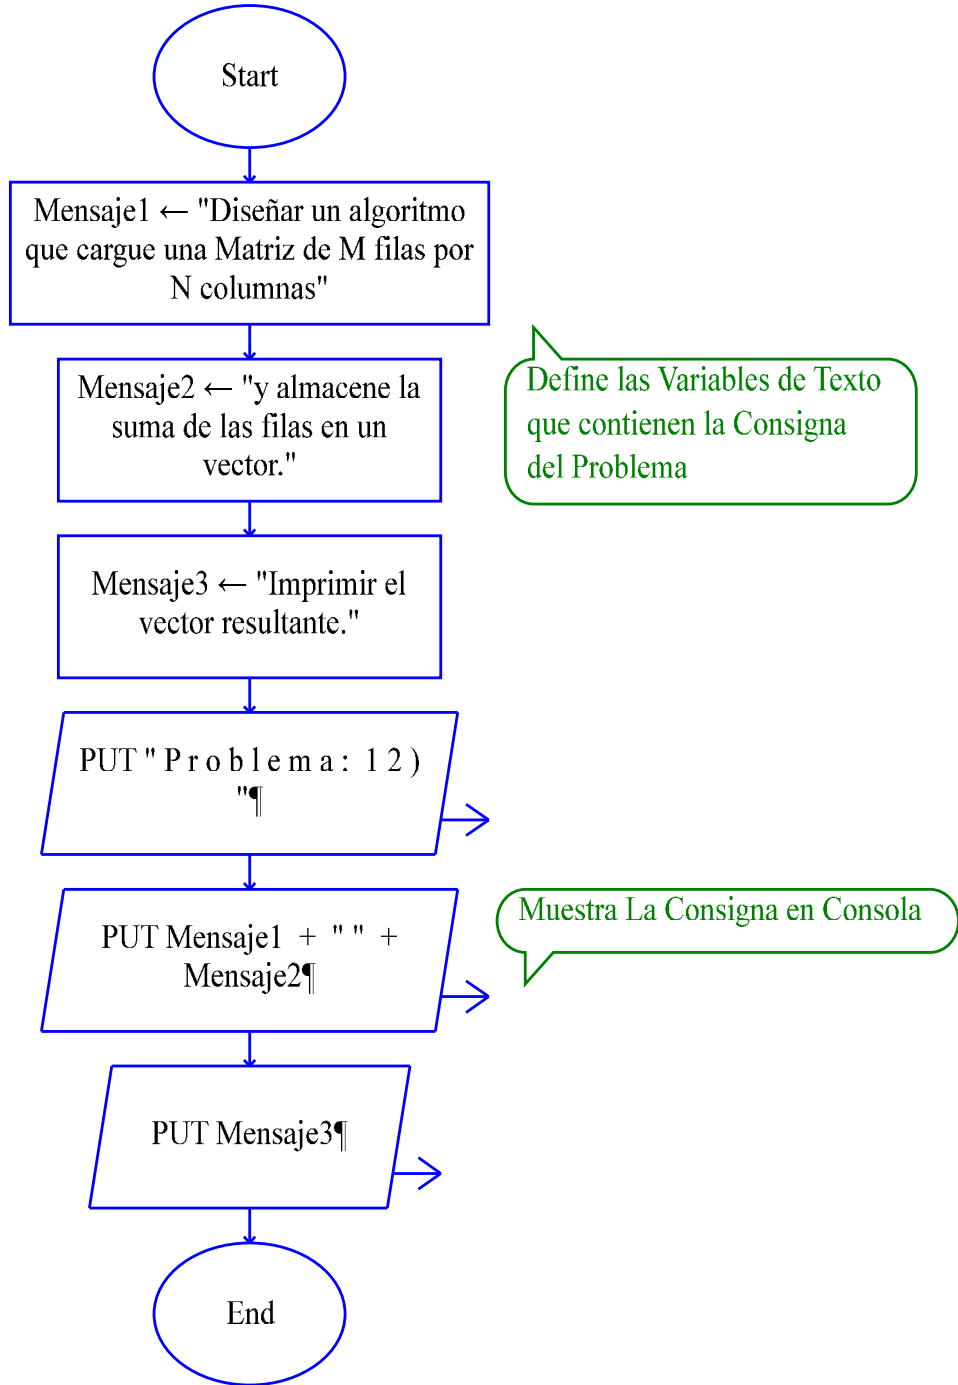 Start
Mensaje1 ← "Diseñar un algoritmo
que cargue una Matriz de M filas por
N columnas"
Define las Variables de Texto
que contienen la Consigna
del Problema
Mensaje2 ← "y almacene la
suma de las filas en un
vector."
Mensaje3 ← "Imprimir el
vector resultante."
PUT " P r o b l e m a :  1 2 )
"¶
PUT Mensaje1 + " " +
Mensaje2¶
Muestra La Consigna en Consola
PUT Mensaje3¶
End